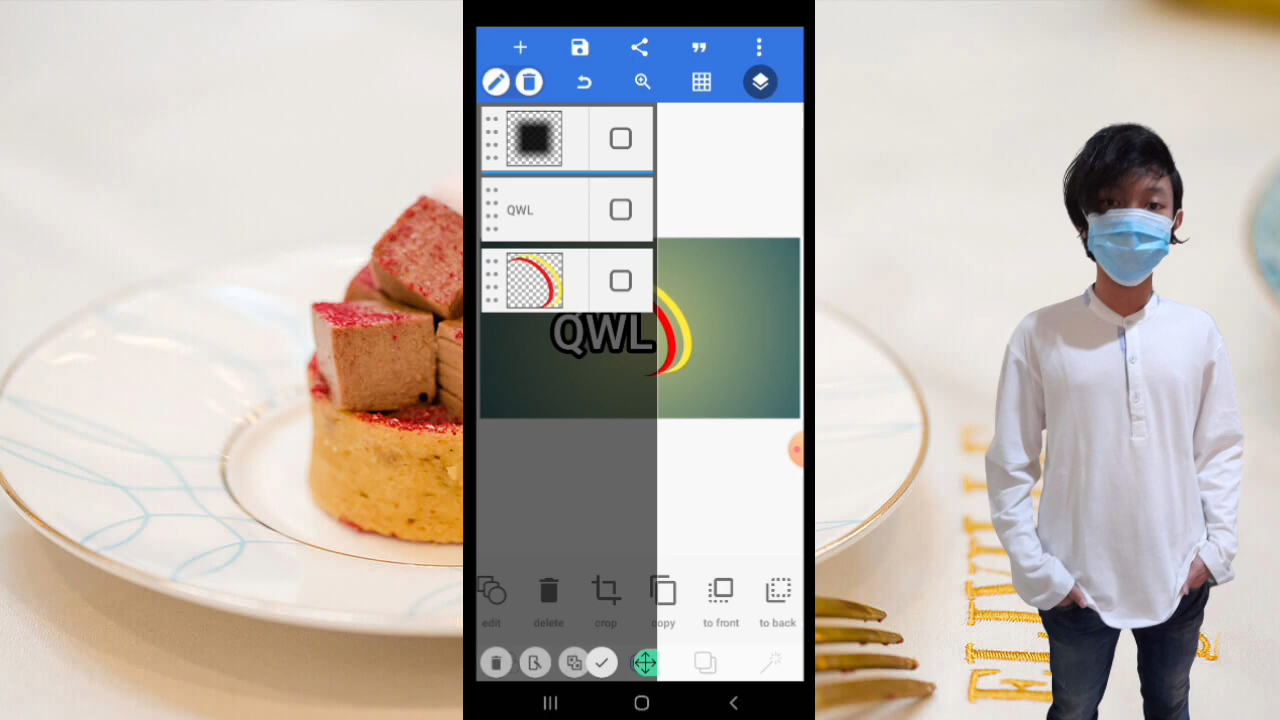 QWL
QWL
edit
delete
crop
copy
to front
to back